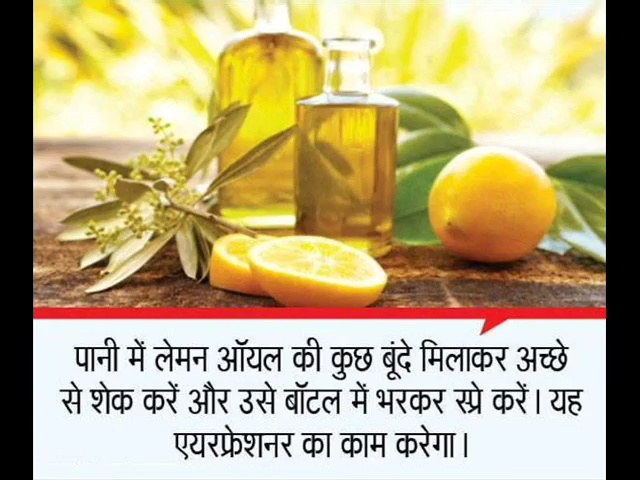 पानी में लेमन ऑयल की कुछ बूंदे मिलाकर अच्छे
से शेक करें और उसे बॉटल में भरकर स्प्रे करें। यह
एयरफ्रेशनर का काम करेगा।